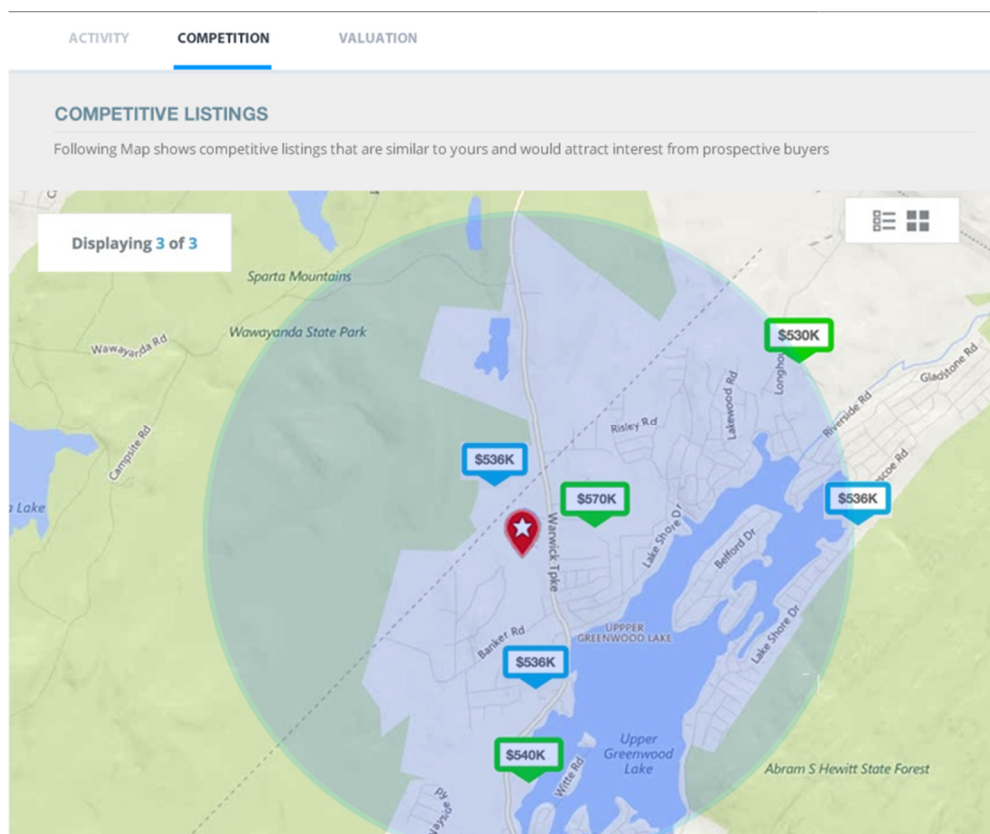 ACTIVITY COMPETITION VALUATION
COMPETITIVE LISTINGS
Following Map shows competitive listings that are similar to yours and would attract interest from prospective buyers
Displaying 3 of 3
Sparta Mountains
Wawayanda State Park
Wawayanda Rd
$530K
Gladstone Rd
Lakewood Rd
Riverside Rd
Risley Rd
Campsite Rd
$536K
$570K
$536K
Lake
Warwick Tpke
Lake Shore Dr
Belford Dr
UPPPER
GREENWOOD LAKE
Banker Rd
Lake Shore Dr
$536K
$540K
Upper
Greenwood
Lake
Witte Rd
Abram S Hewitt State Forest